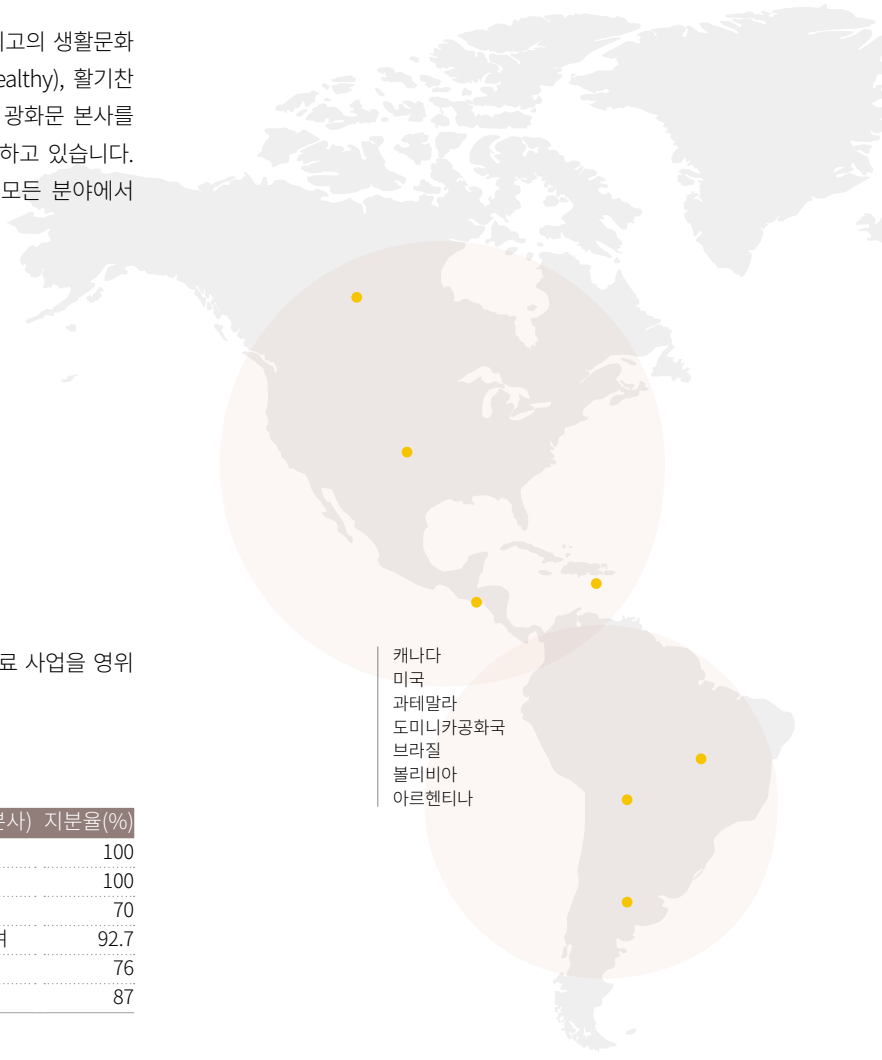 최고의 생활문화
ealthy), 활기찬
광화문 본사를
하고 있습니다.
모든 분야에서
료 사업을 영위
캐나다
미국
과테말라
도미니카공화국
브라질
볼리비아
아르헨티나
본사) 지분율(%)
100
100
70
92.7
76
87